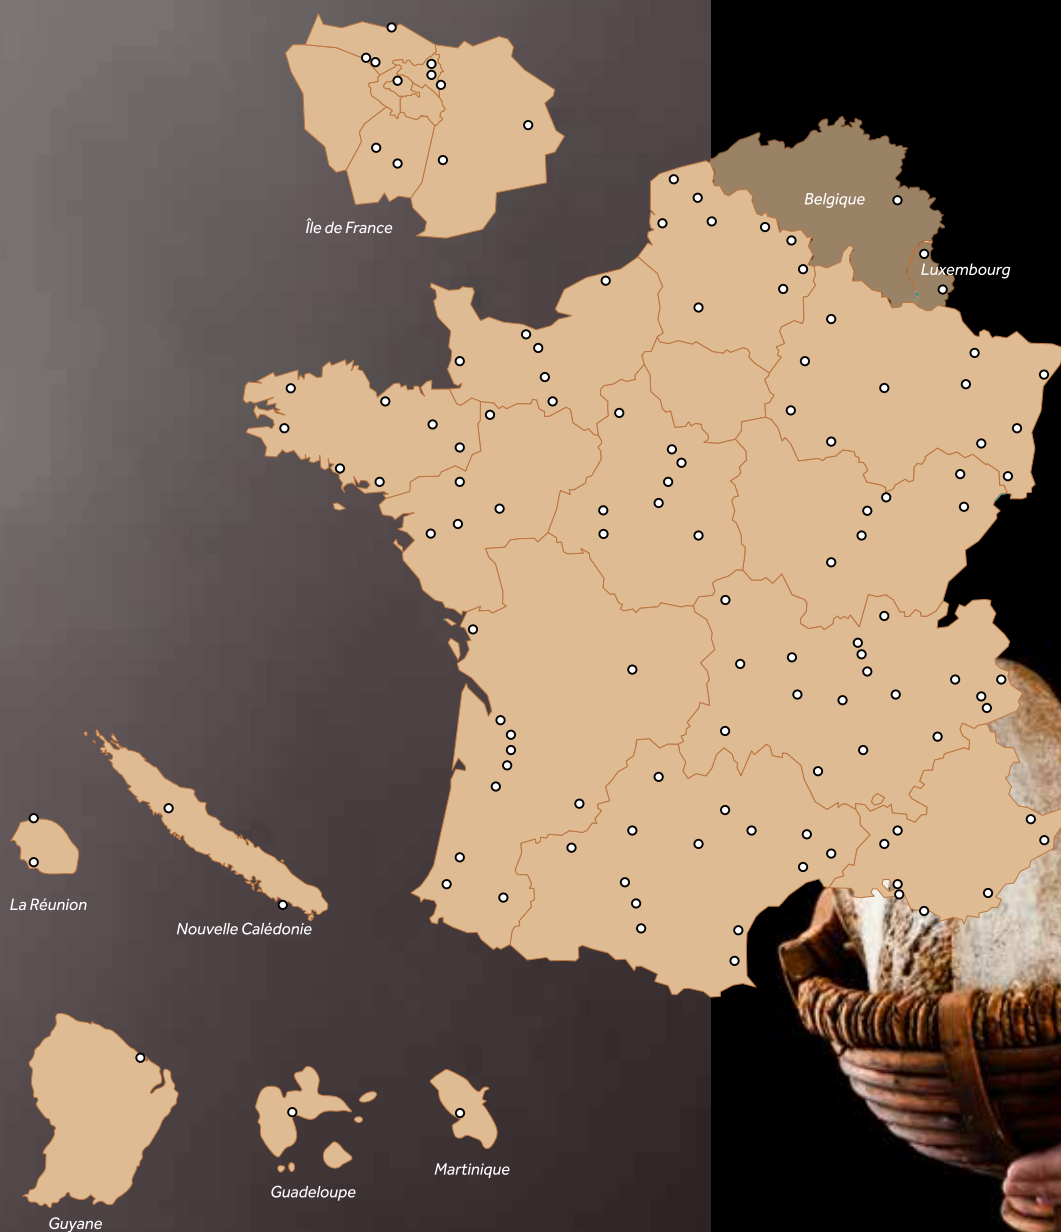 Île de France
Belgique
Luxembourg
La Réunion
Nouvelle Calédonie
Martinique
Guadeloupe
Guyane